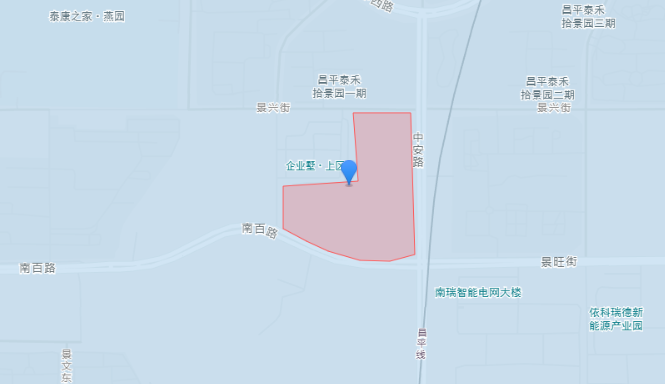 西路
泰康之家·燕园
昌平泰禾
拾景园三期
昌平泰禾
拾景园一期
昌平泰禾
拾景园二期
景兴街
景兴街
中安路
企业墅·上区
南百路
南百路
景旺街
南瑞智能电网大楼
依科瑞德新
能源产业园
昌平线
景文东